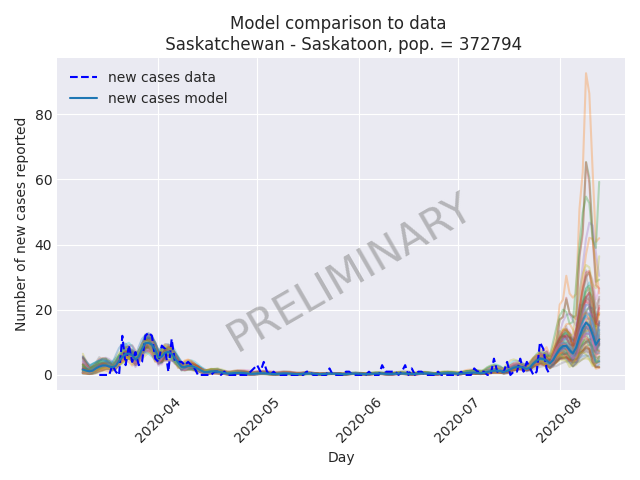 Model comparison to data
Saskatchewan - Saskatoon, pop. = 372794
new cases data
new cases model
Number of new cases reported
80
60
40
20
0
PRELIMINARY
2020-04
2020-05
2020-06
2020-07
2020-08
Day